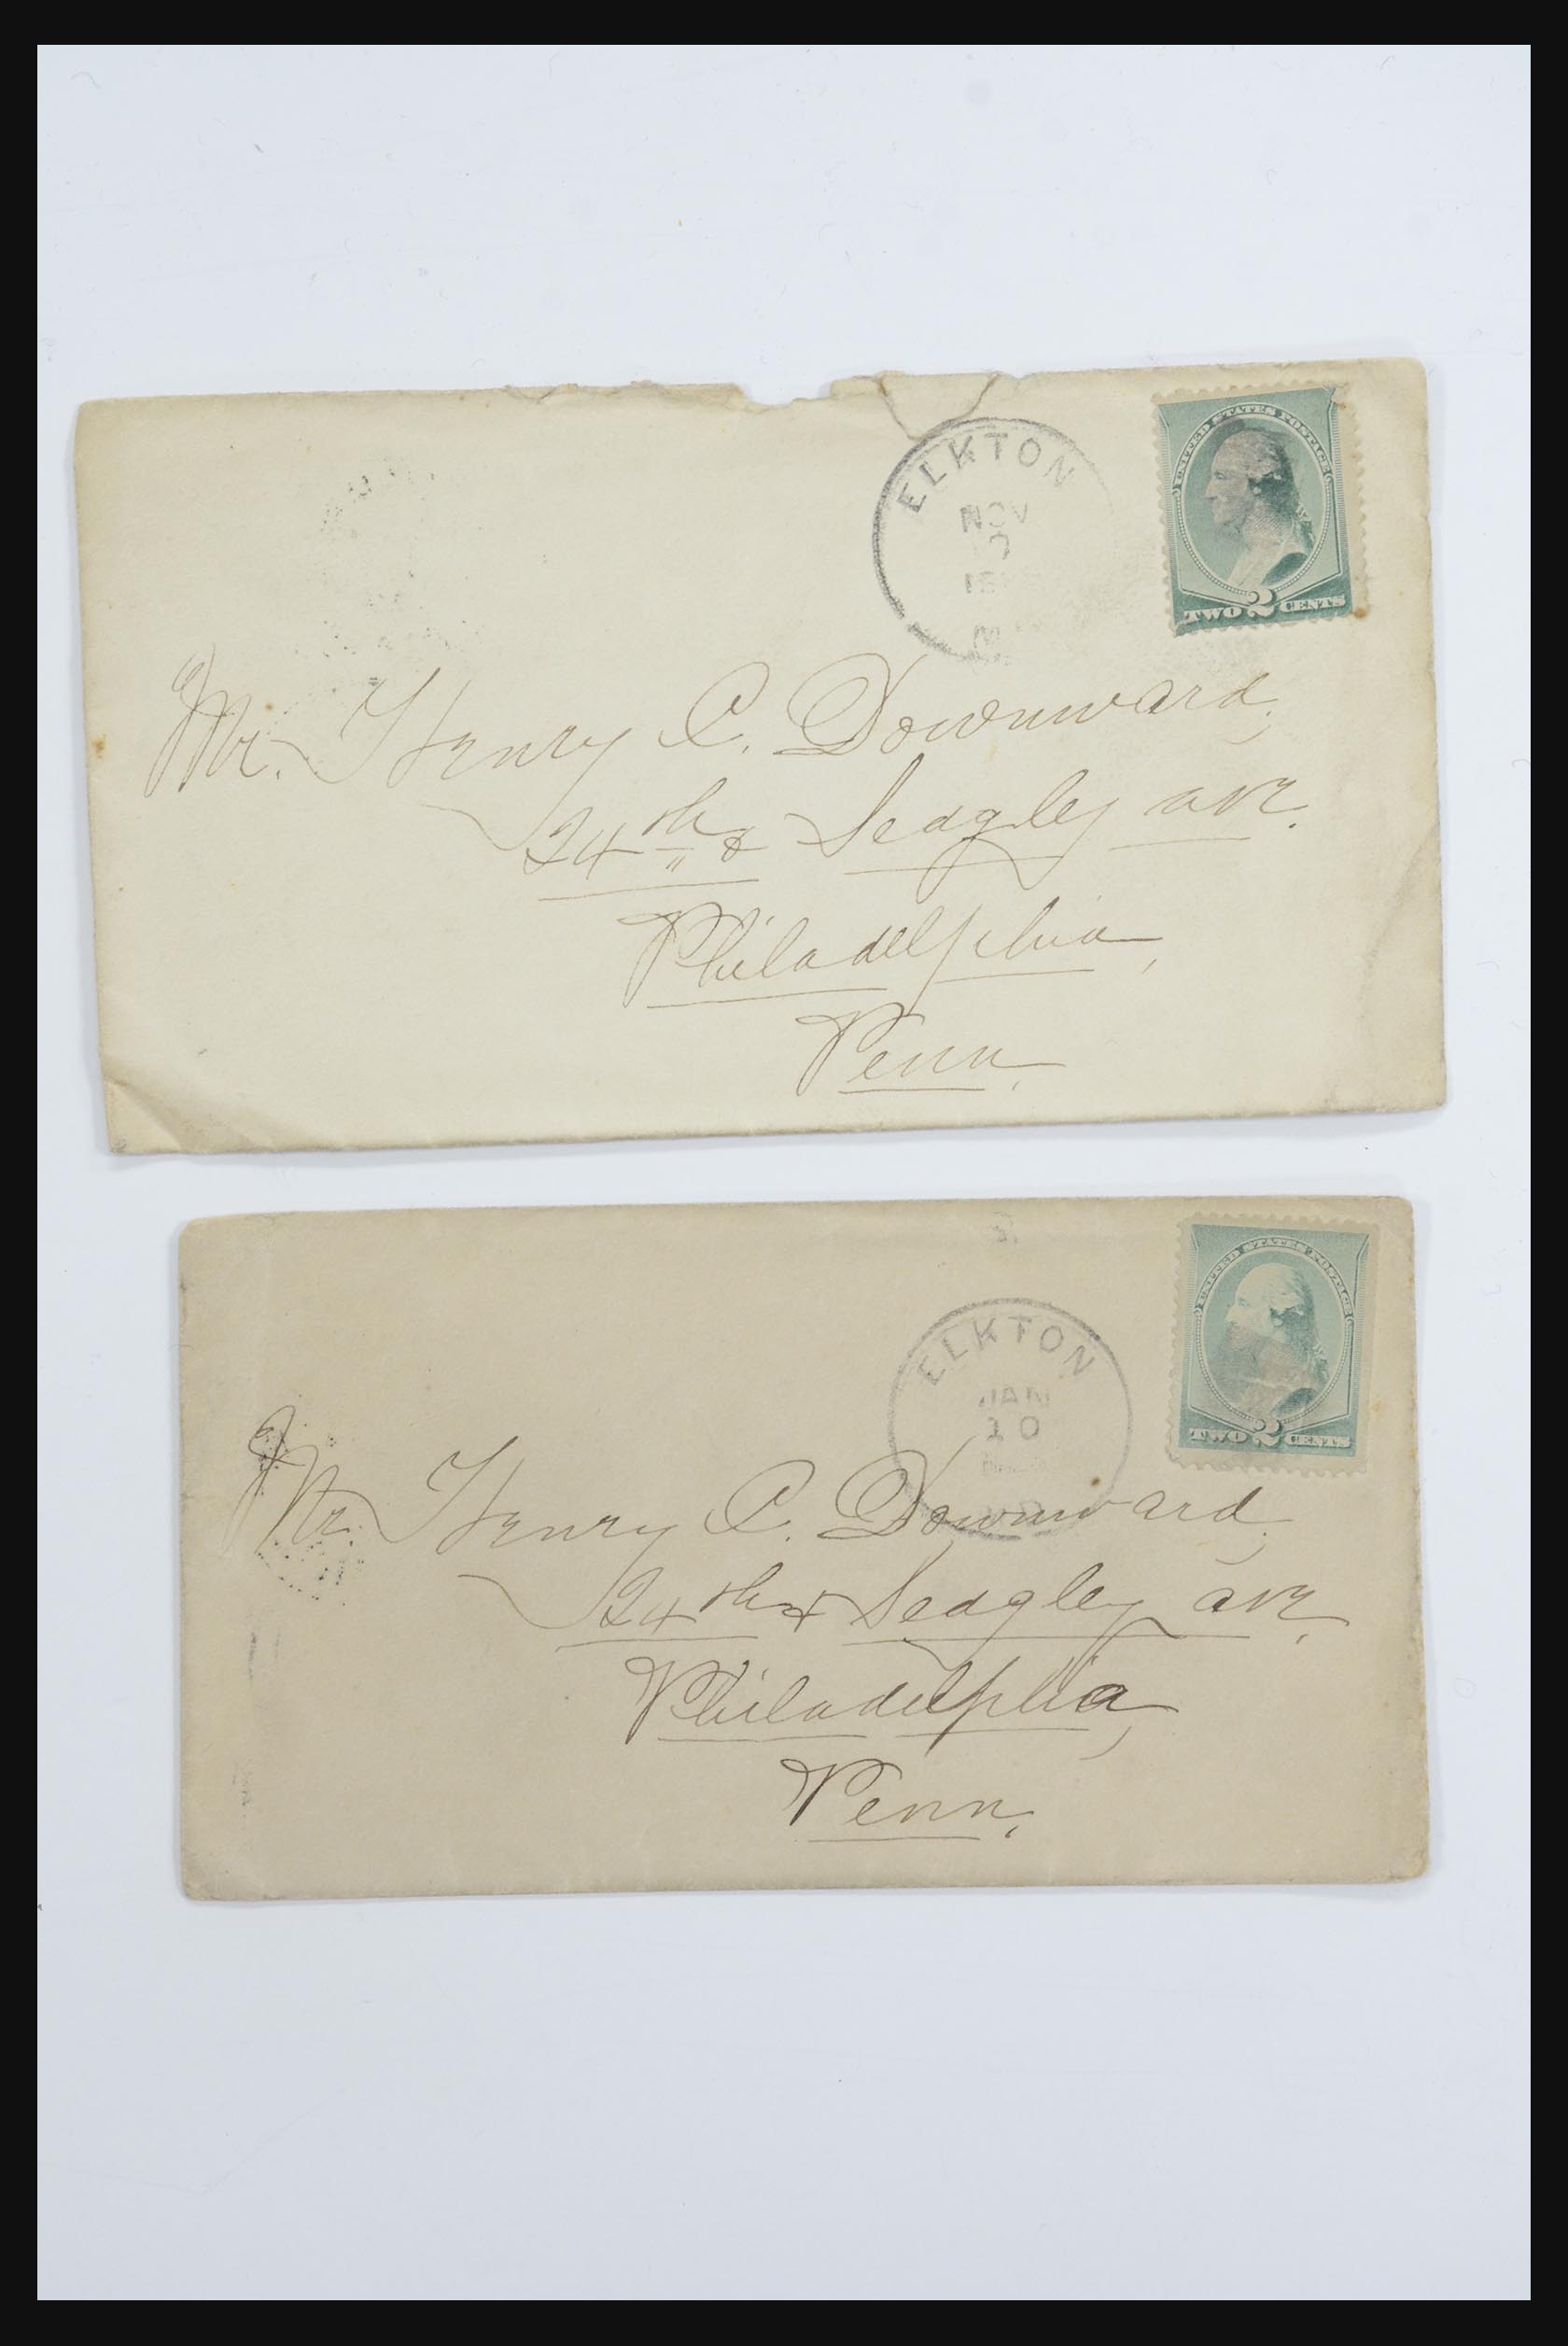 ELKTON
NOV
UNITED STATES POSTAGE
TWO 2 CENTS
Mr. Henry C. Downward,
24th & Sedgley ave.
Philadelphia,
Penn.
ELKTON
JAN
10
UNITED STATES POSTAGE
TWO 2 CENTS
Mr. Henry C. Downward,
24th & Sedgley ave.
Philadelphia,
Penn.